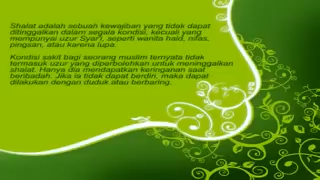 Shalat adalah sebuah kewajiban yang tidak dapat
ditinggalkan dalam segala kondisi, kecuali yang
mempunyai uzur Syar'i, seperti wanita haid, nifas,
pingsan, atau karena lupa.
Kondisi sakit bagi seorang muslim ternyata tidak
termasuk uzur yang diperbolehkan untuk meninggalkan
shalat. Hanya dia mendapatkan keringanan saat
beribadah. Jika ia tidak dapat berdiri, maka dapat
dilakukan dengan duduk atau berbaring.